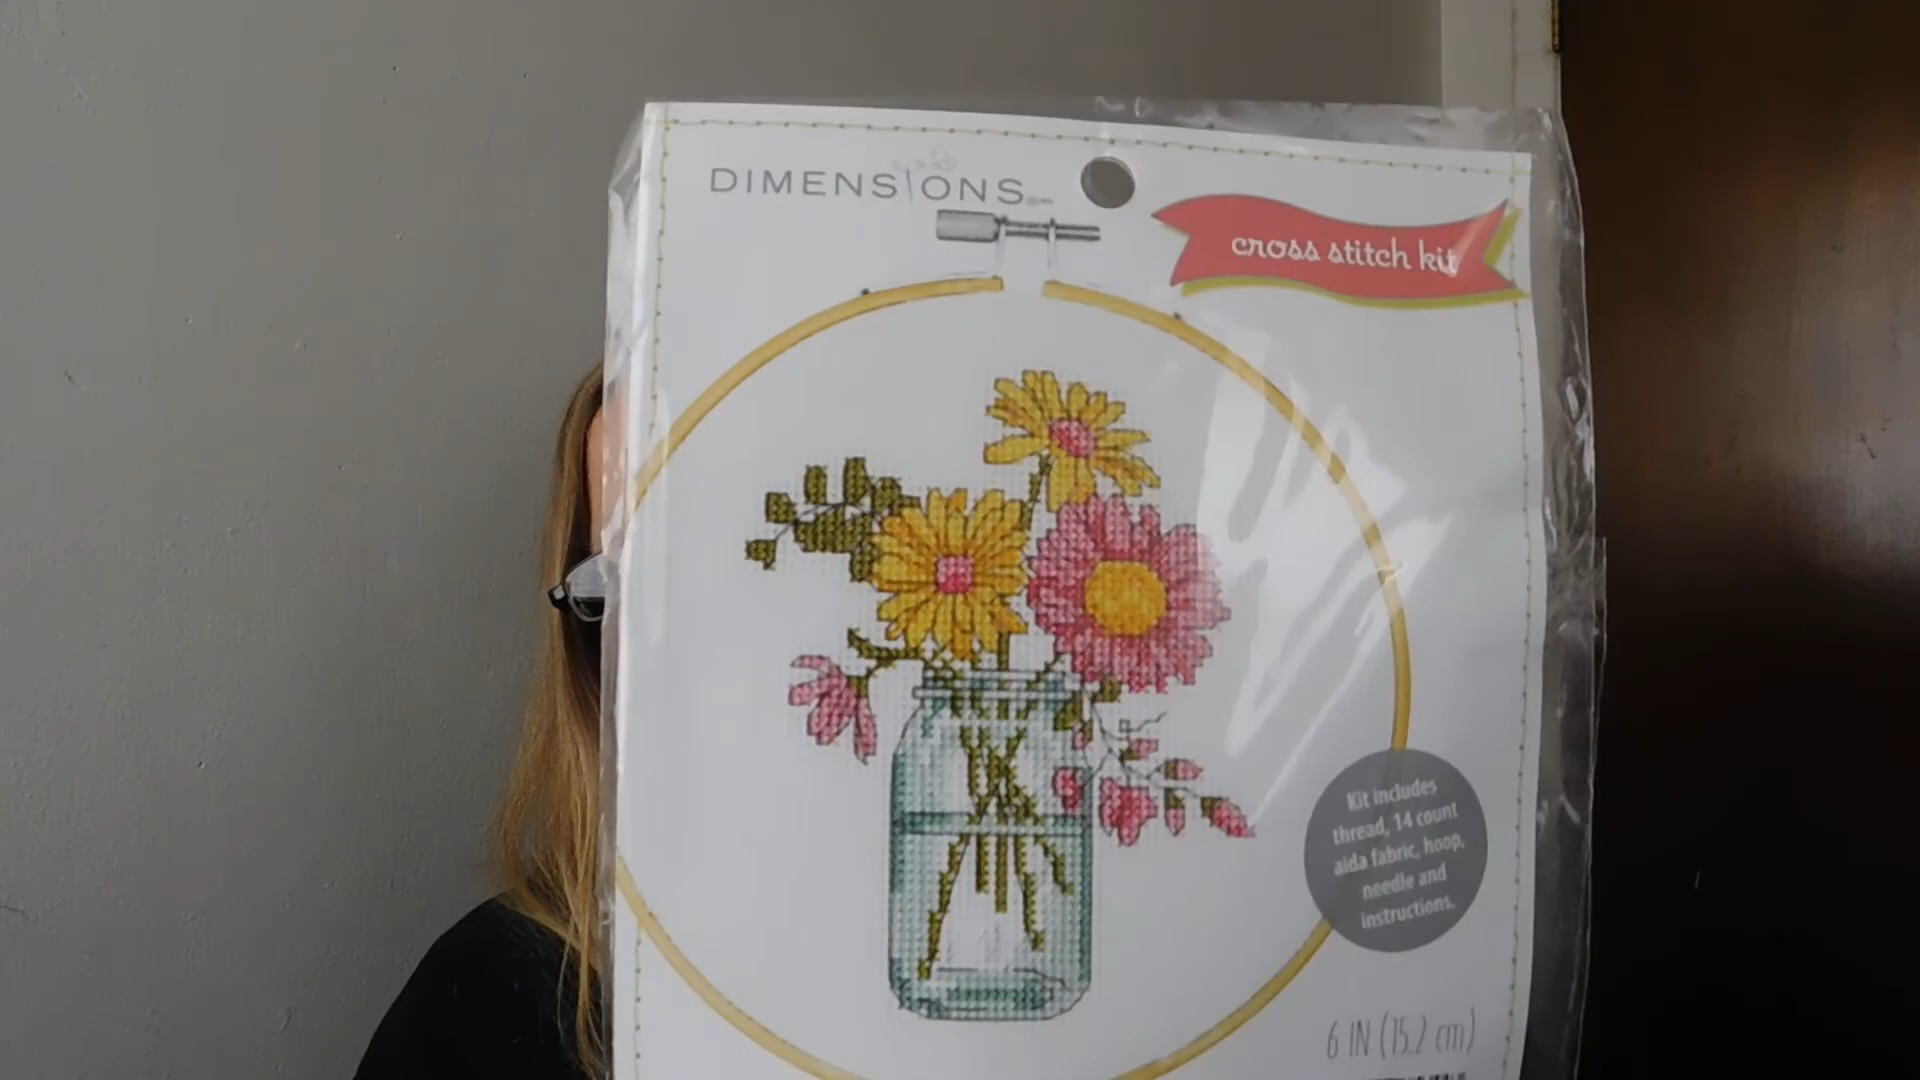 DIMENSIONS
cross stitch kit
Kit includes
thread, 14 count
aida fabric, hoop,
needle and
instructions.
6 IN (15.2 cm)